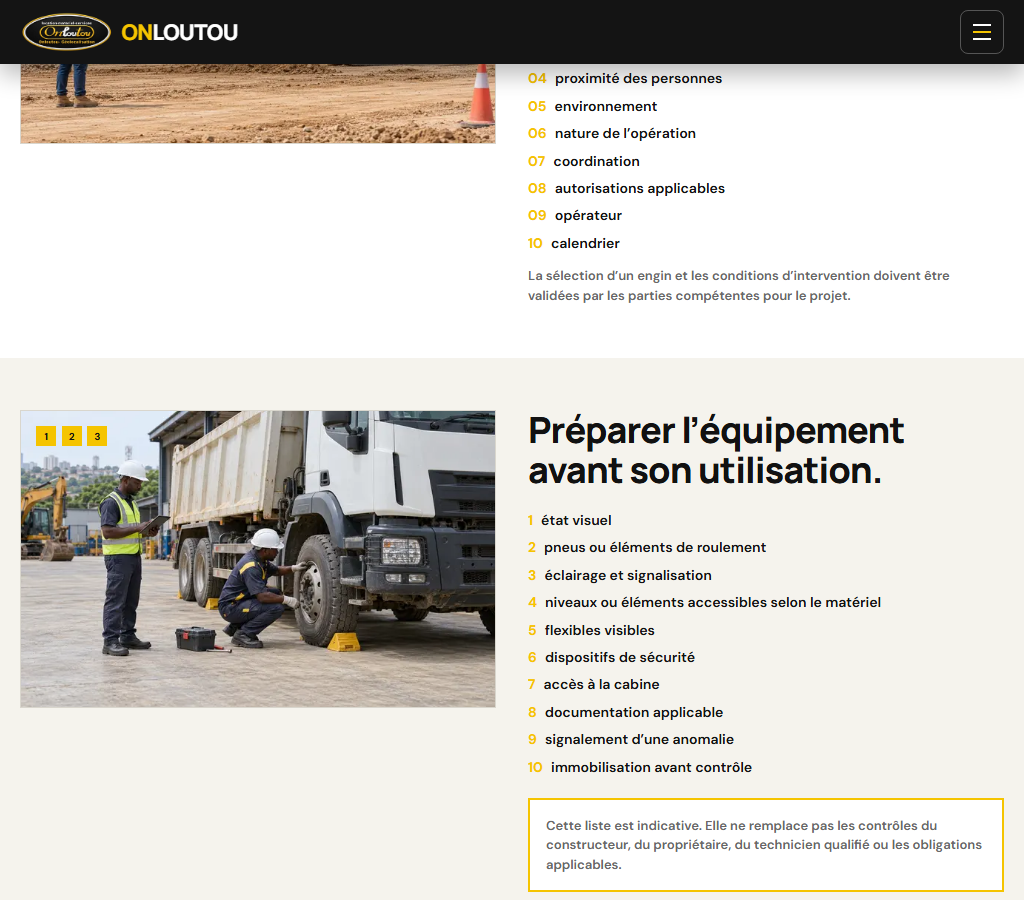 Onloutou
ONLOUTOU
04 proximité des personnes
05 environnement
06 nature de l’opération
07 coordination
08 autorisations applicables
09 opérateur
10 calendrier
La sélection d’un engin et les conditions d’intervention doivent être
validées par les parties compétentes pour le projet.
1 2 3
Préparer l’équipement
avant son utilisation.
1 état visuel
2 pneus ou éléments de roulement
3 éclairage et signalisation
4 niveaux ou éléments accessibles selon le matériel
5 flexibles visibles
6 dispositifs de sécurité
7 accès à la cabine
8 documentation applicable
9 signalement d’une anomalie
10 immobilisation avant contrôle
Cette liste est indicative. Elle ne remplace pas les contrôles du
constructeur, du propriétaire, du technicien qualifié ou les obligations
applicables.